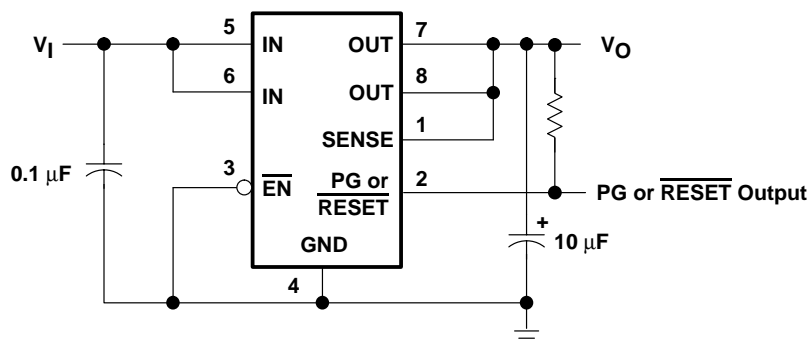 5 7
V_I IN OUT V_O
6 8
IN OUT
1
SENSE
0.1 μF 3 EN PG or RESET 2 PG or RESET Output
GND + 10 μF
4